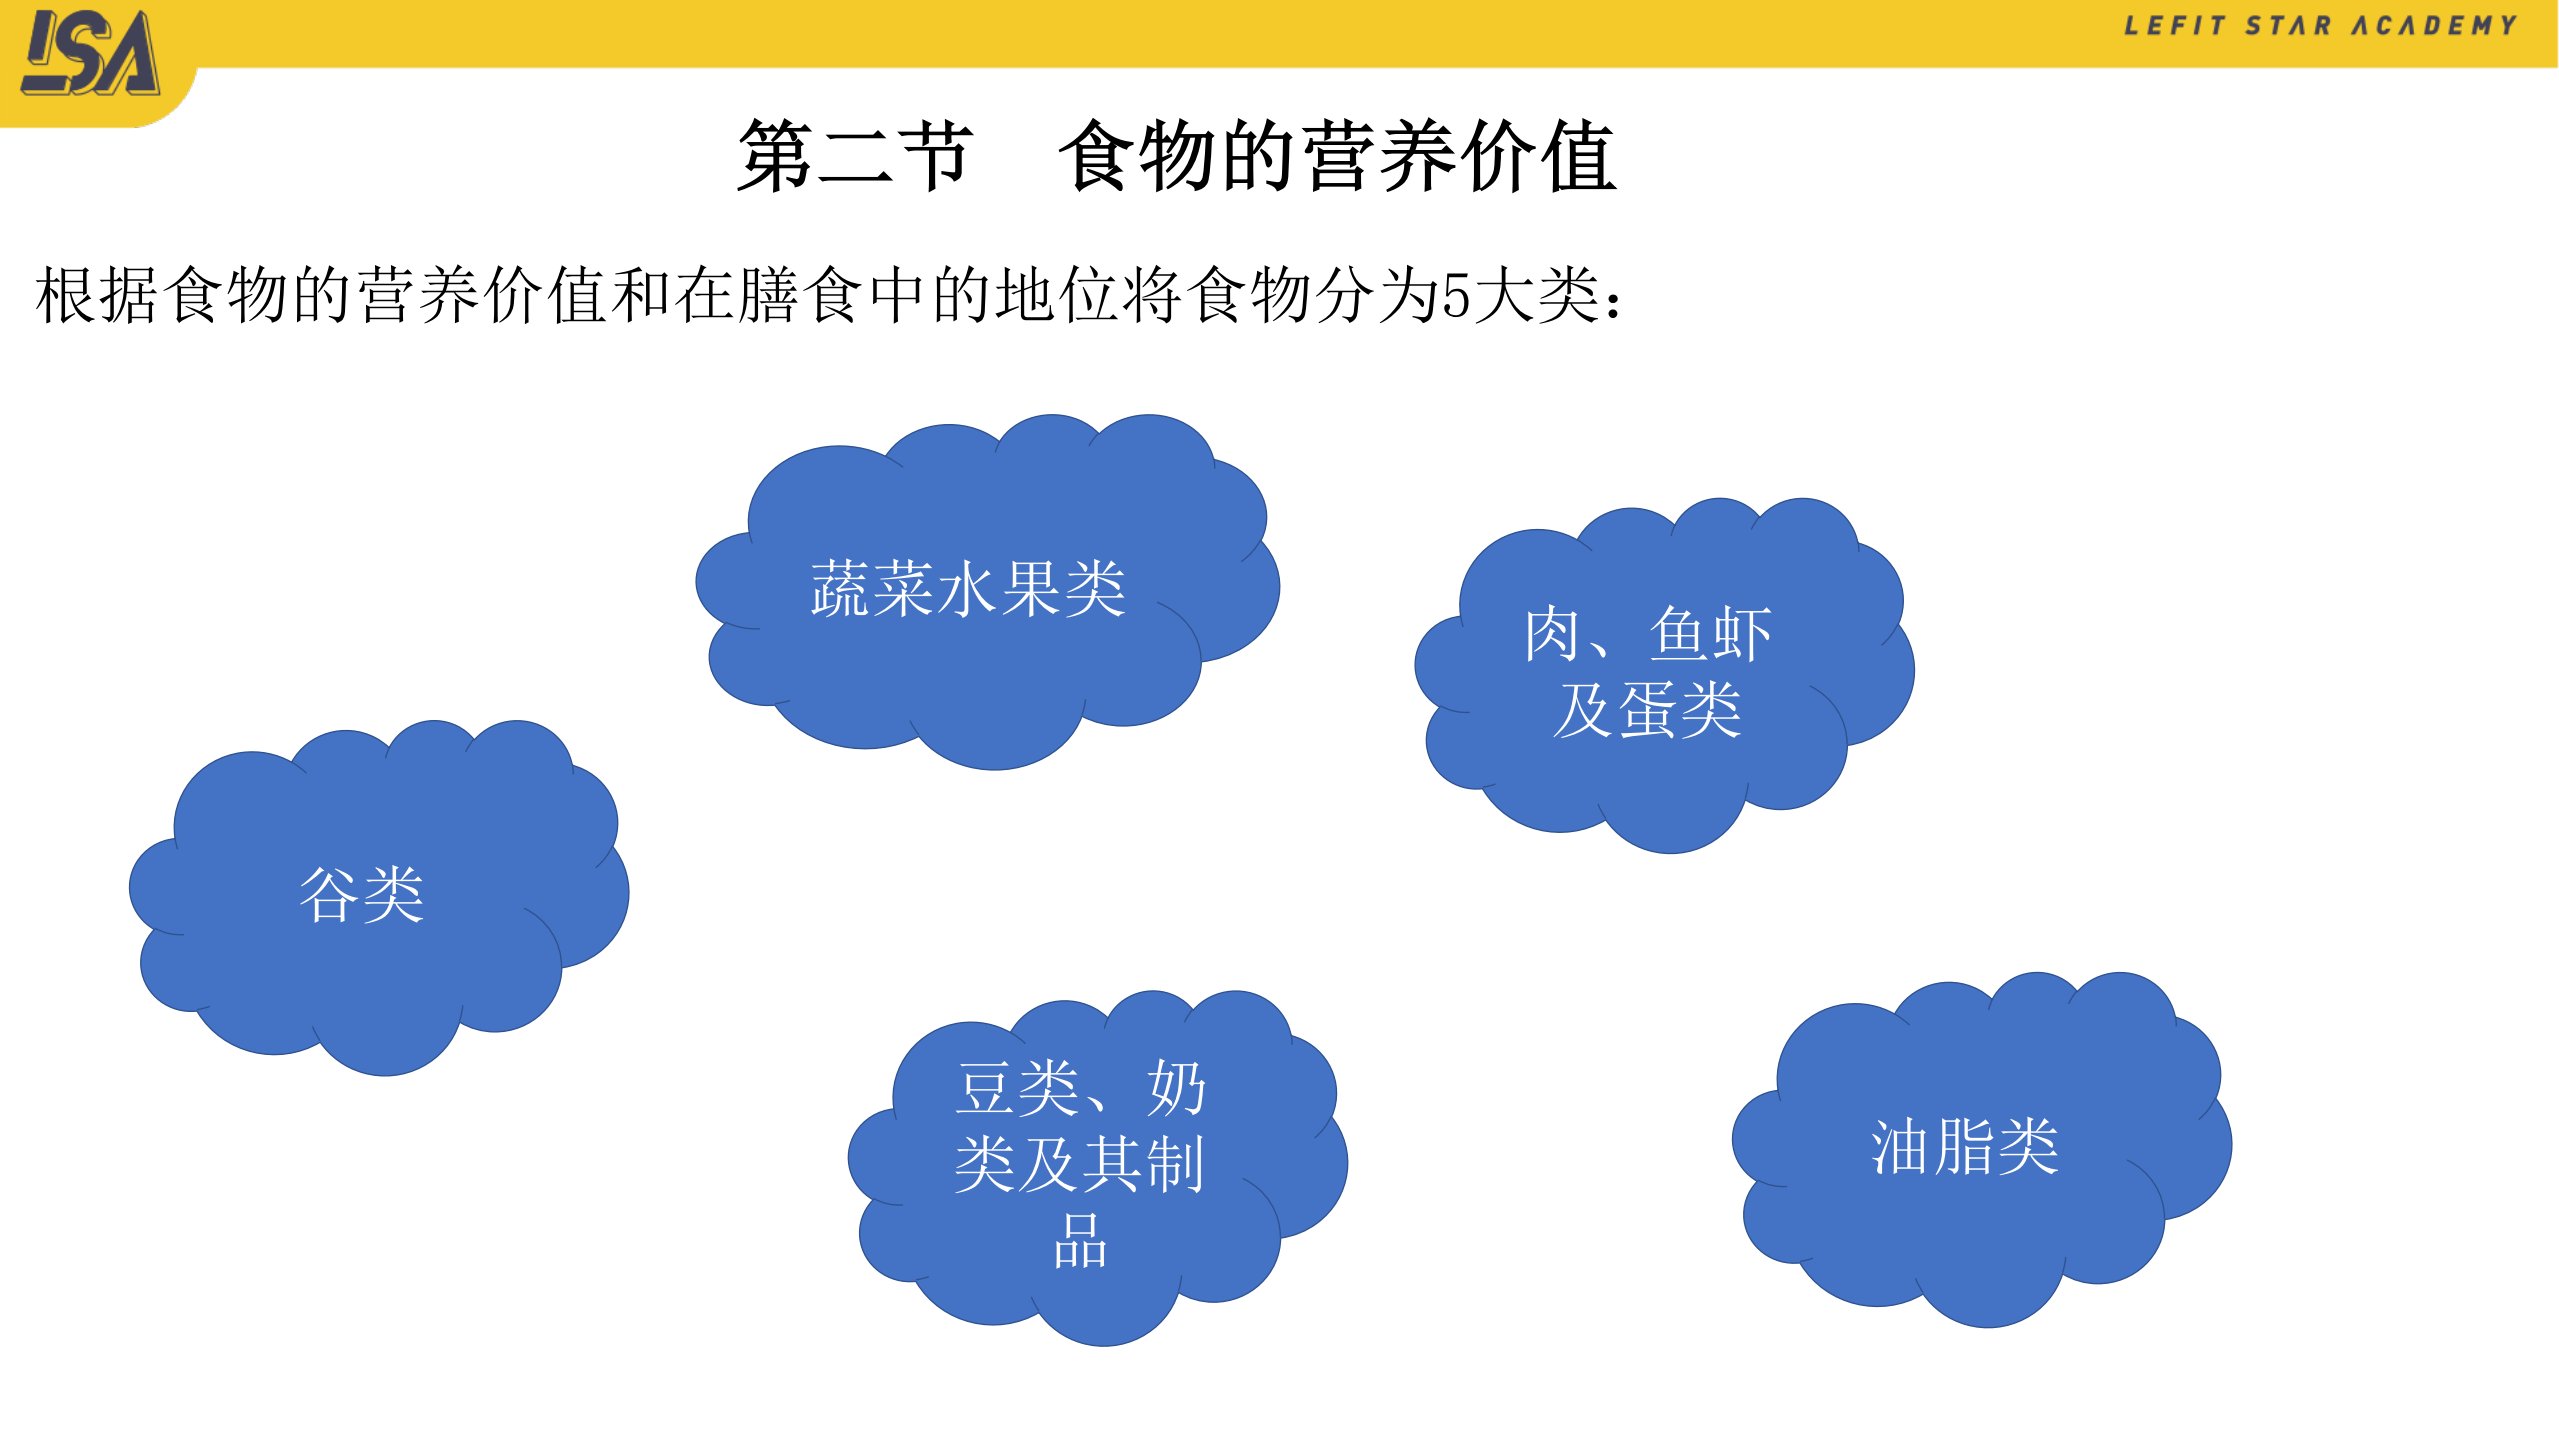 LSA
LEFIT STAR ACADEMY
第二节　食物的营养价值
根据食物的营养价值和在膳食中的地位将食物分为5大类：
蔬菜水果类
肉、鱼虾
及蛋类
谷类
豆类、奶
类及其制
品
油脂类